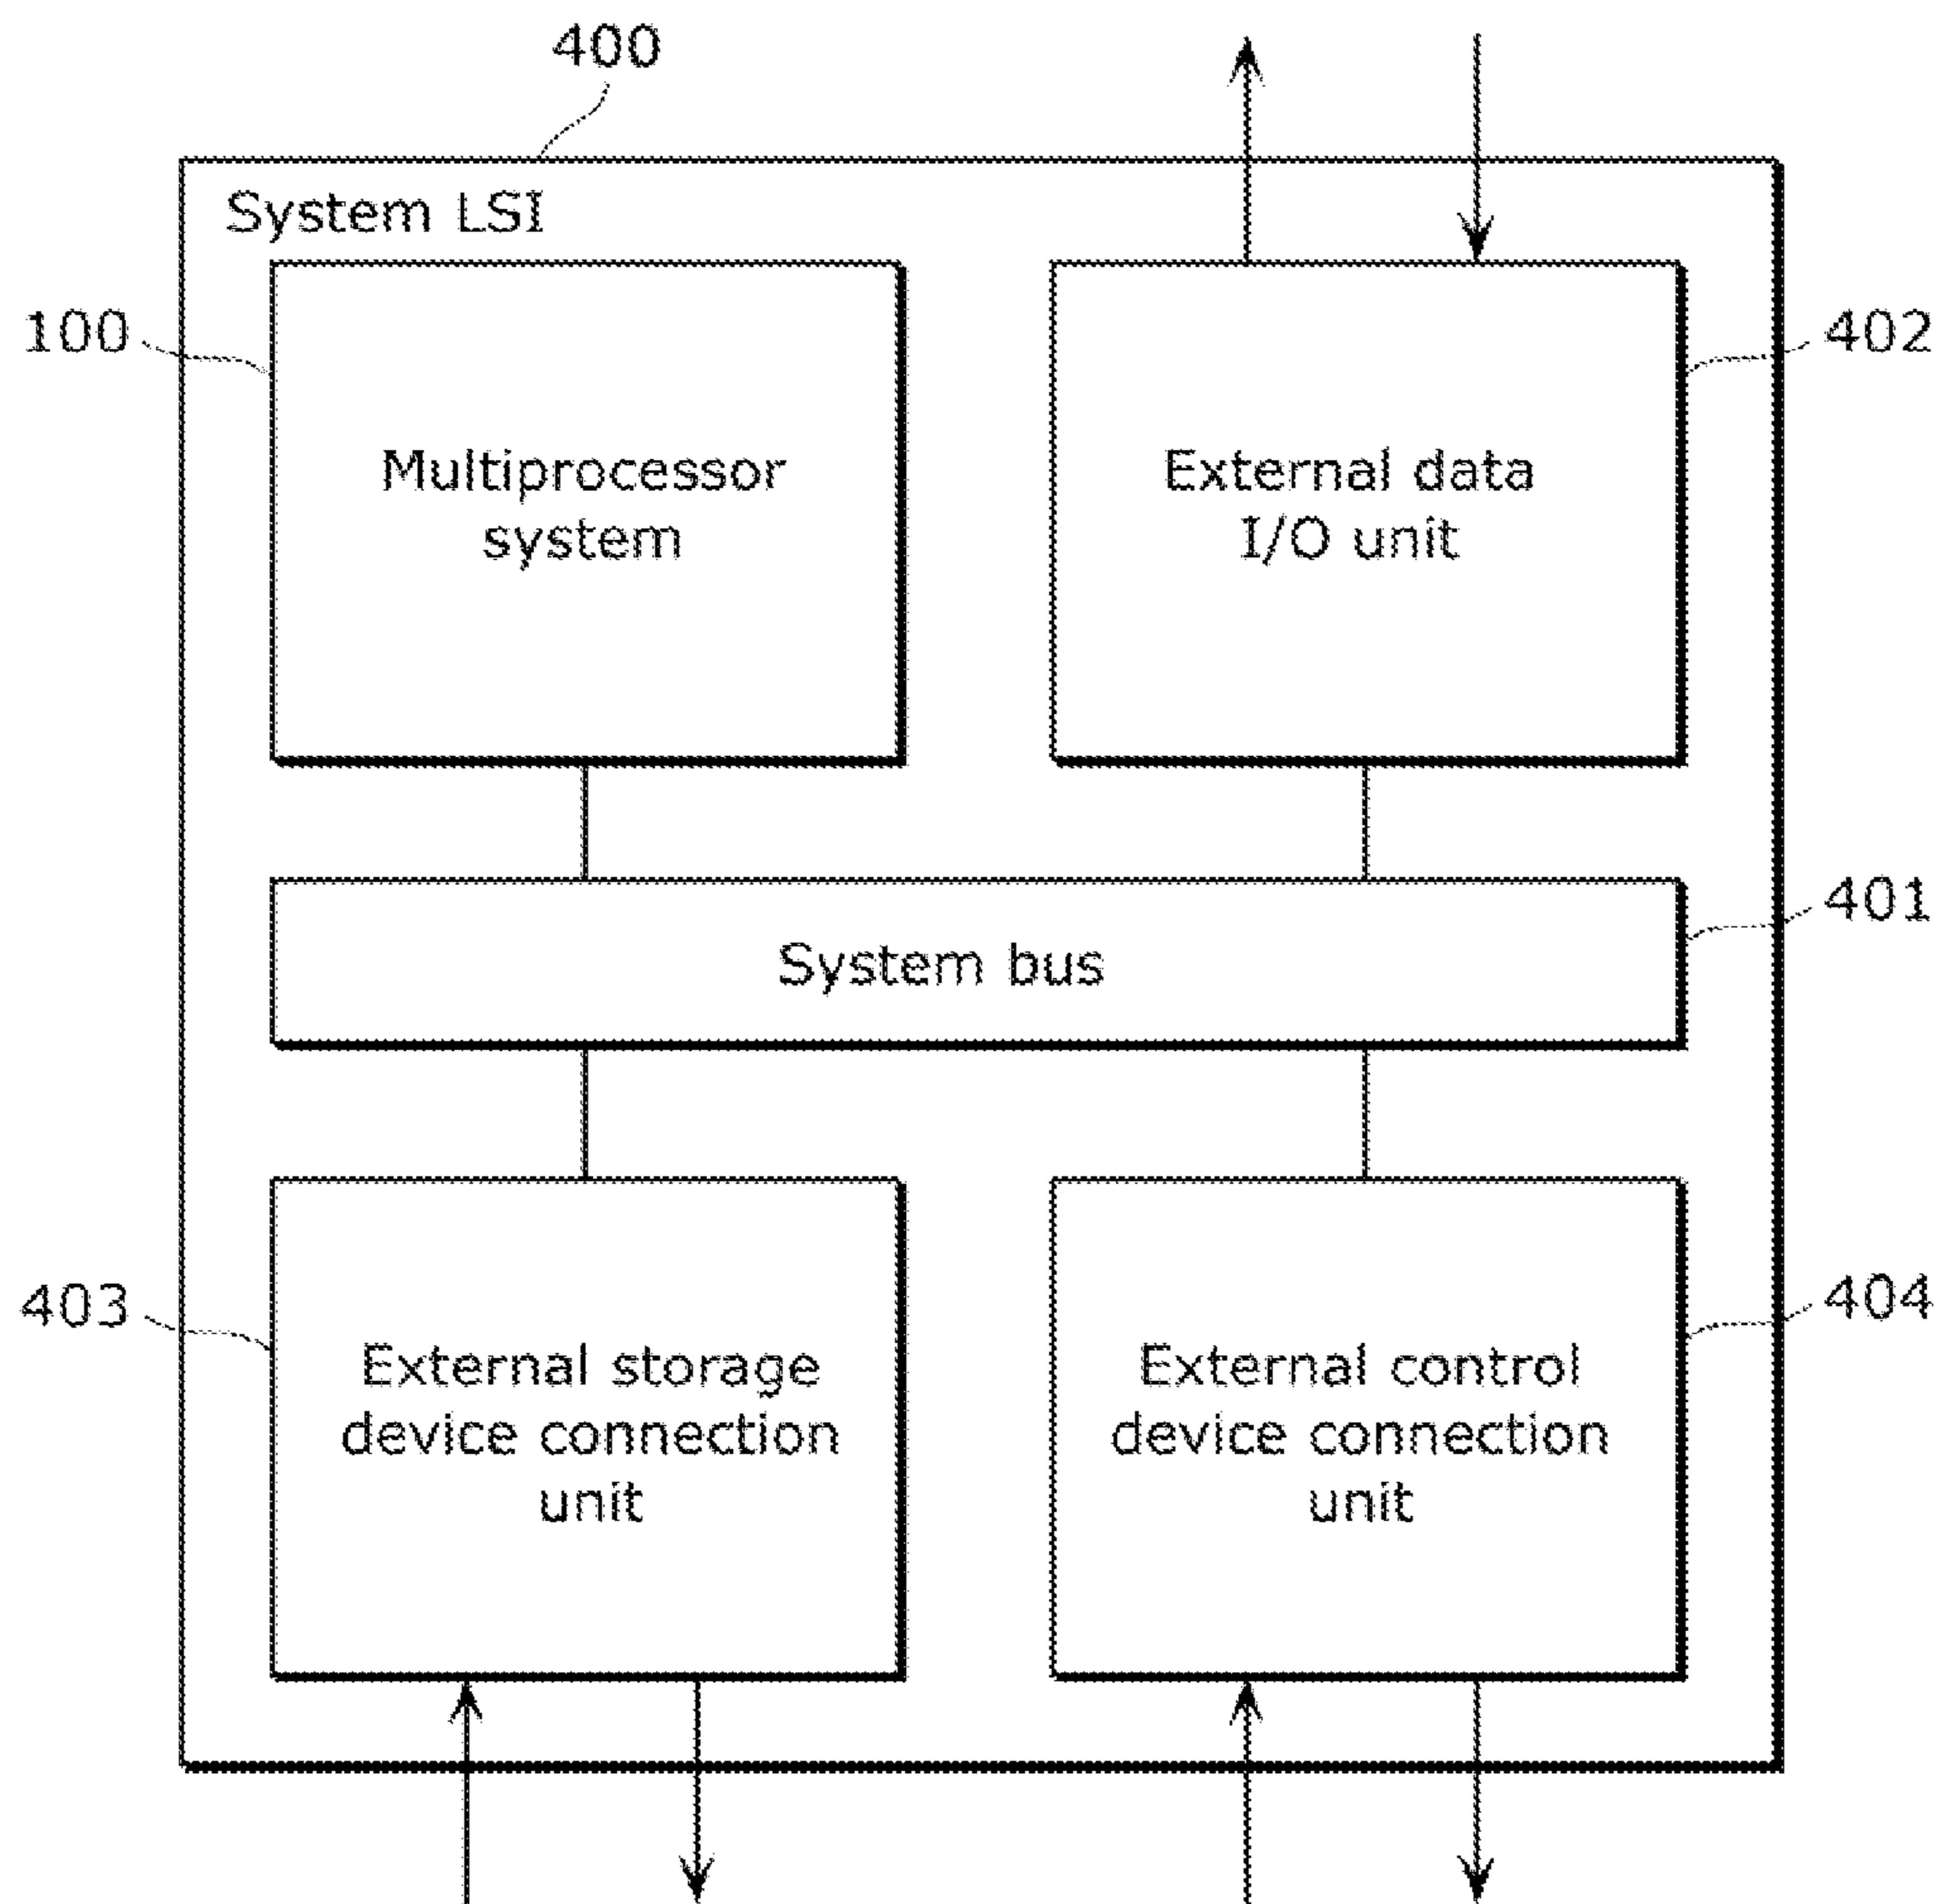 400
System LSI
100
402
Multiprocessor
system
External data
I/O unit
401
System bus
403
404
External storage
device connection
unit
External control
device connection
unit